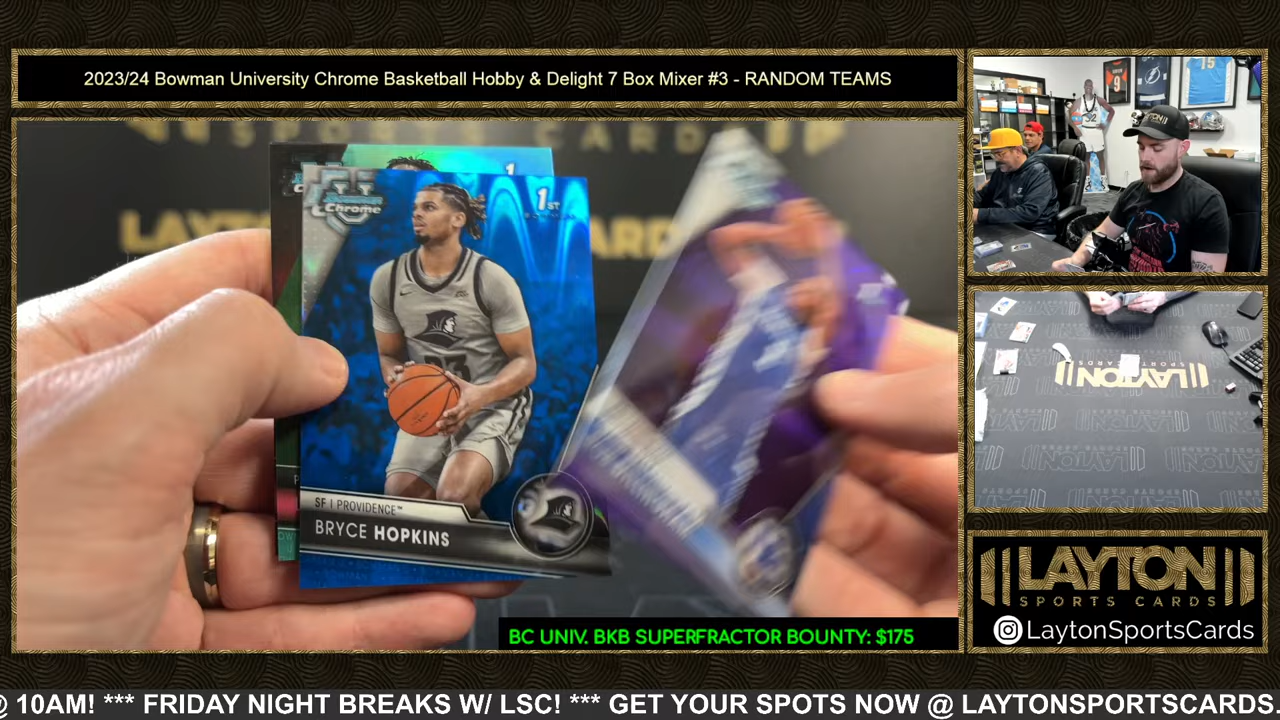 2023/24 Bowman University Chrome Basketball Hobby & Delight 7 Box Mixer #3 - RANDOM TEAMS
1ST
Bowman
Chrome
SF | PROVIDENCE™
BRYCE HOPKINS
BC UNIV. BKB SUPERFRACTOR BOUNTY: $175
LAYTON
SPORTS CARDS
LaytonSportsCards
@ 10AM! *** FRIDAY NIGHT BREAKS W/ LSC! *** GET YOUR SPOTS NOW @ LAYTONSPORTSCARDS.